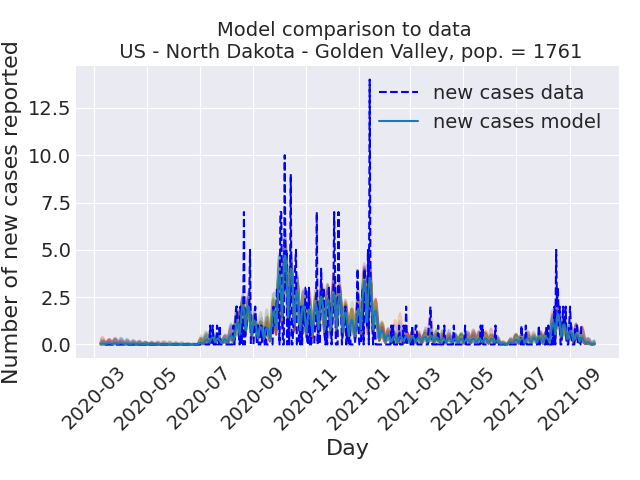 Model comparison to data
US - North Dakota - Golden Valley, pop. = 1761
Number of new cases reported
12.5
10.0
7.5
5.0
2.5
0.0
new cases data
new cases model
2020-03
2020-05
2020-07
2020-09
2020-11
2021-01
2021-03
2021-05
2021-07
2021-09
Day